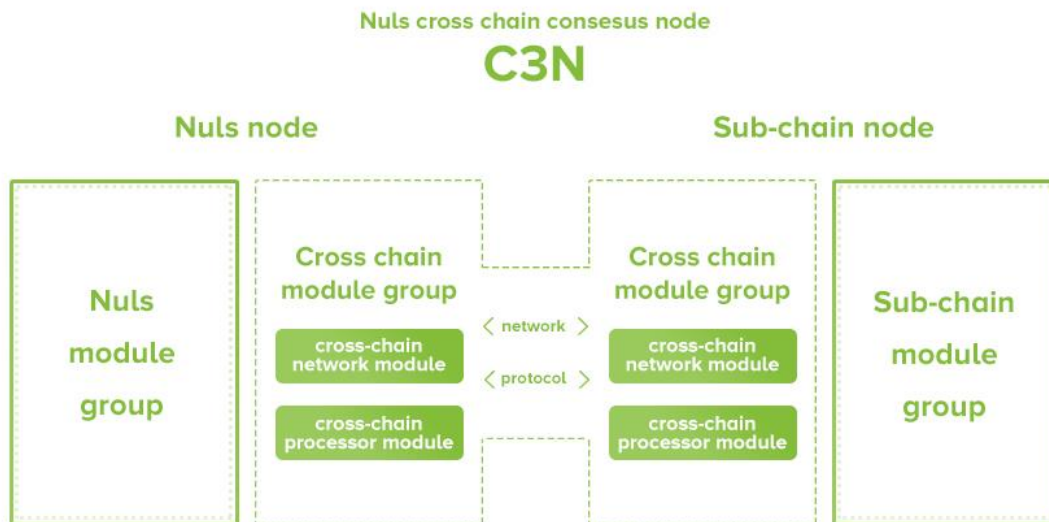 Nuls cross chain consesus node
C3N
Nuls node
Sub-chain node
Nuls
module
group
Cross chain
module group
cross-chain
network module
cross-chain
processor module
< network >
< protocol >
Cross chain
module group
cross-chain
network module
cross-chain
processor module
Sub-chain
module
group